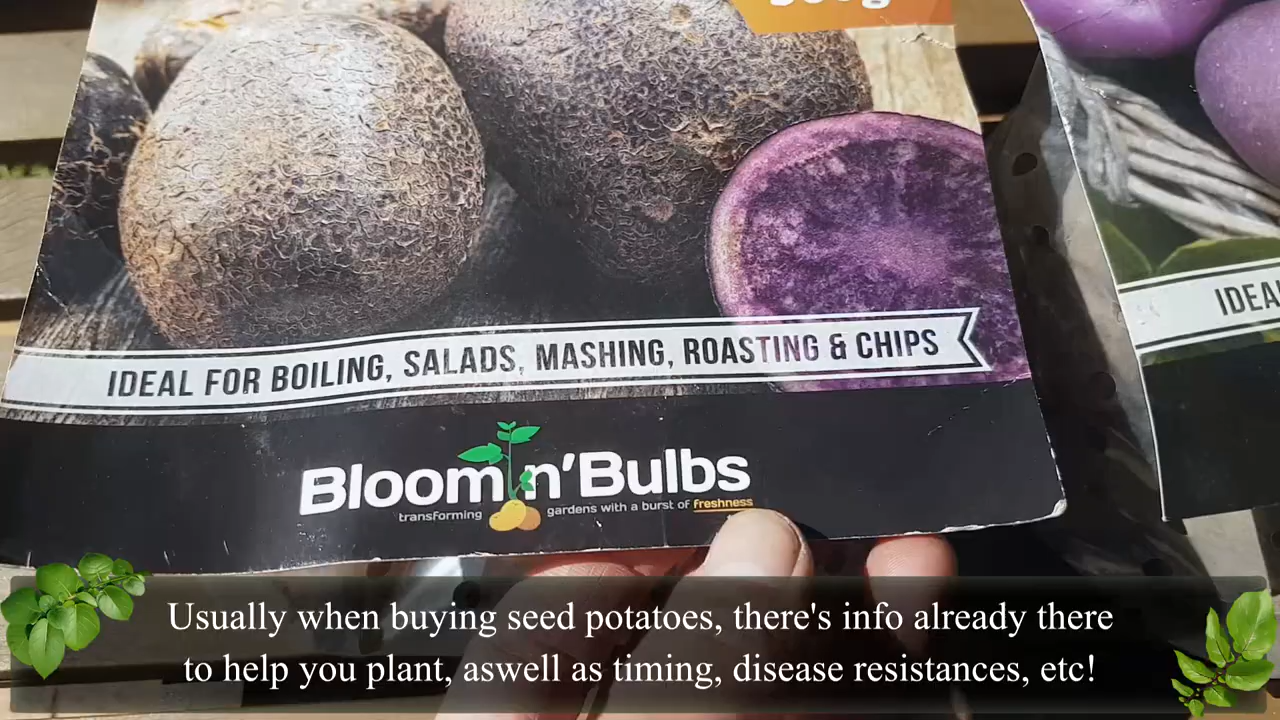 IDEAL FOR BOILING, SALADS, MASHING, ROASTING & CHIPS
Bloomin'Bulbs
transforming gardens with a burst of freshness
Usually when buying seed potatoes, there's info already there
to help you plant, aswell as timing, disease resistances, etc!